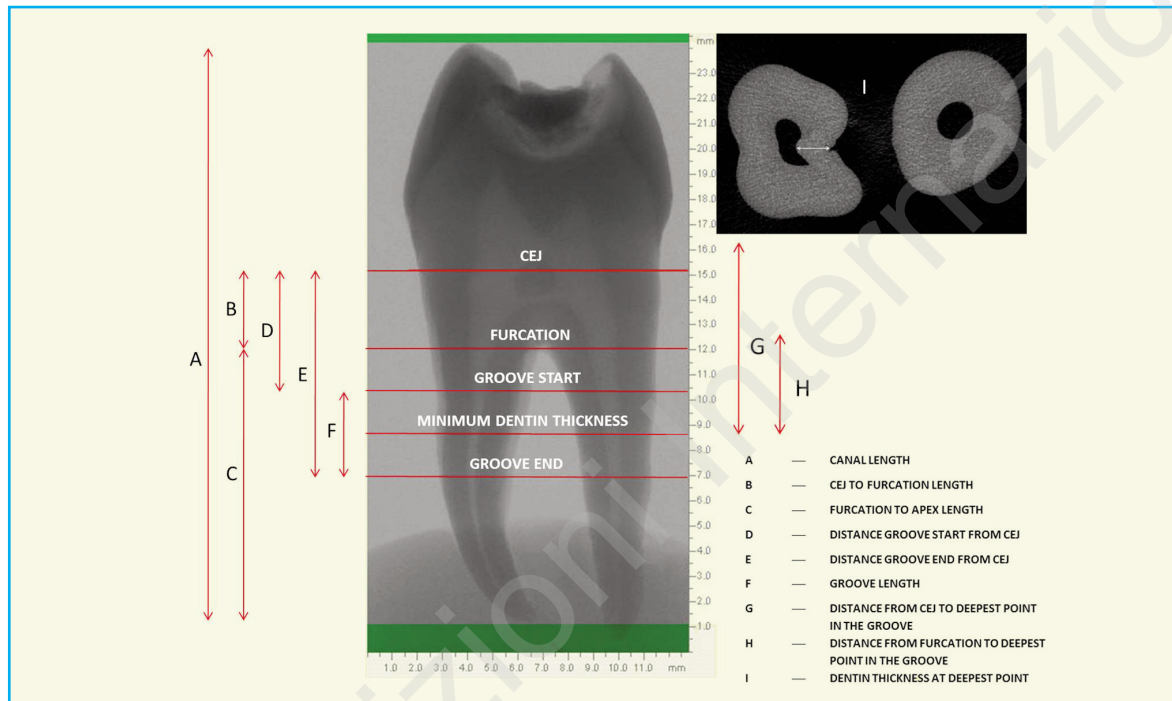 mm
23.0
22.0
21.0
20.0
19.0
18.0
17.0
16.0
15.0
14.0
13.0
12.0
11.0
10.0
9.0
8.0
7.0
6.0
5.0
4.0
3.0
2.0
1.0
1.0 2.0 3.0 4.0 5.0 6.0 7.0 8.0 9.0 10.0 11.0 mm
I
CEJ
FURCATION
GROOVE START
MINIMUM DENTIN THICKNESS
GROOVE END
A
B
C
D
E
F
G
H
A — CANAL LENGTH
B — CEJ TO FURCATION LENGTH
C — FURCATION TO APEX LENGTH
D — DISTANCE GROOVE START FROM CEJ
E — DISTANCE GROOVE END FROM CEJ
F — GROOVE LENGTH
G — DISTANCE FROM CEJ TO DEEPEST POINT
IN THE GROOVE
H — DISTANCE FROM FURCATION TO DEEPEST
POINT IN THE GROOVE
I — DENTIN THICKNESS AT DEEPEST POINT